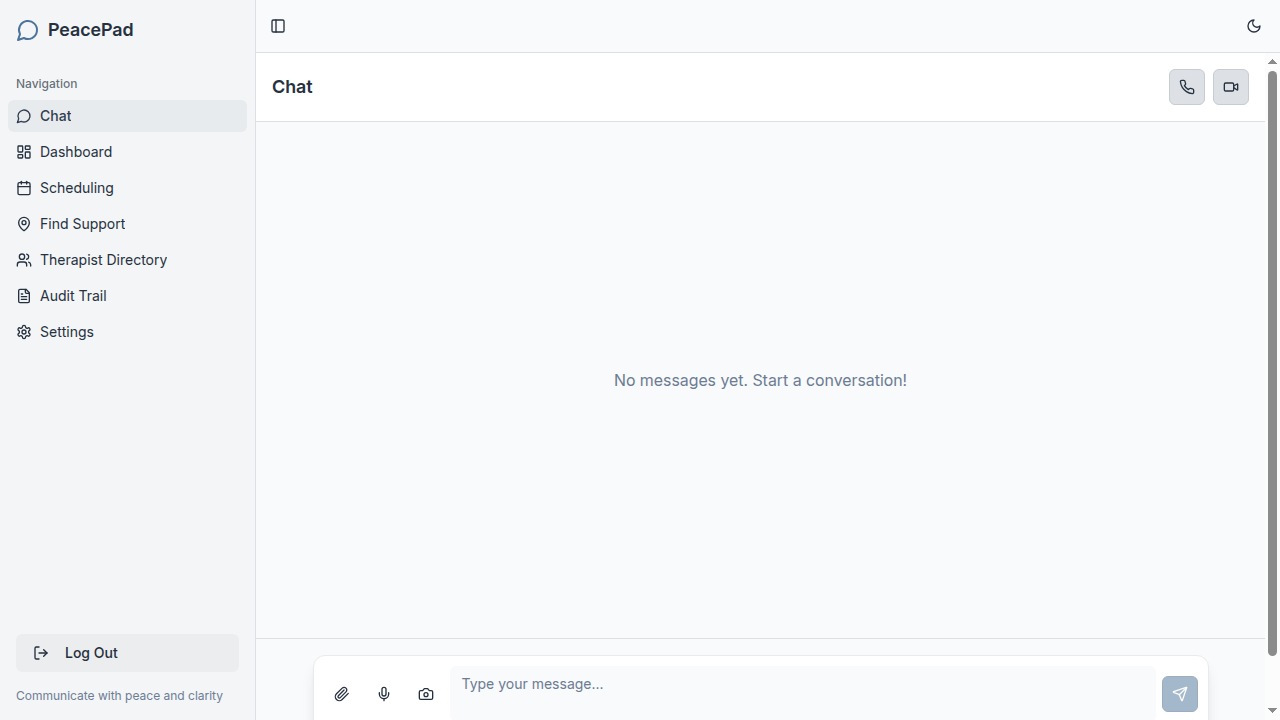 PeacePad
Navigation
Chat
Dashboard
Scheduling
Find Support
Therapist Directory
Audit Trail
Settings
Log Out
Communicate with peace and clarity
Chat
No messages yet. Start a conversation!
Type your message...